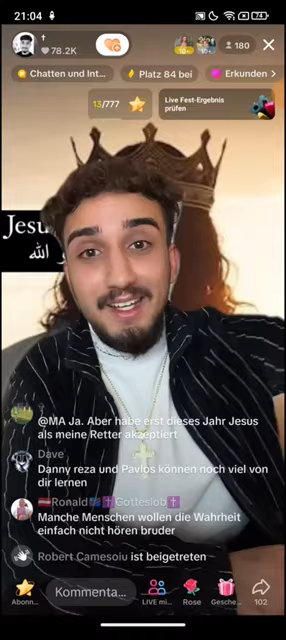 21:04
74
✝
78.2K
10+
180
Chatten und Int...
Platz 84 bei
Erkunden >
13/777
Live Fest-Ergebnis
prüfen
Jesu
الله
@MA Ja. Aber habe erst dieses Jahr Jesus
als meine Retter akzeptiert
Dave
Danny reza und Pavlos können noch viel von
dir lernen
Ronald Gotteslob
Manche Menschen wollen die Wahrheit
einfach nicht hören bruder
Robert Camesoiu ist beigetreten
Kommenta...
Abonn...
LIVE mi...
Rose
Gesche...
102